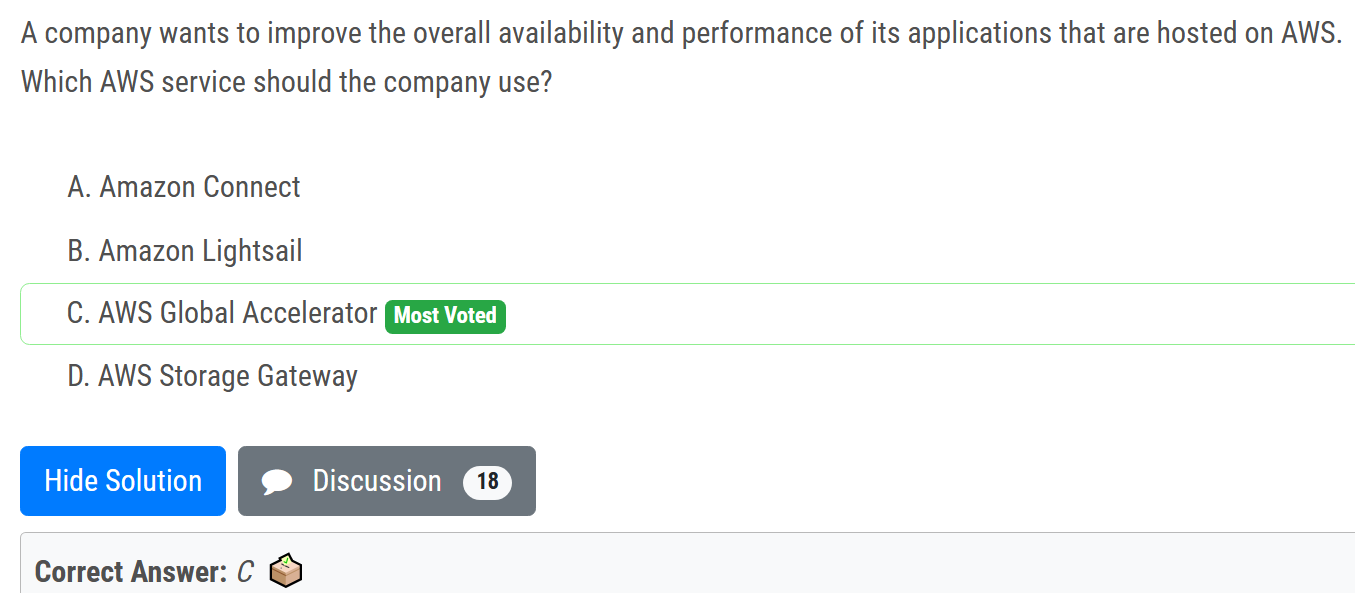 A company wants to improve the overall availability and performance of its applications that are hosted on AWS.
Which AWS service should the company use?
A. Amazon Connect
B. Amazon Lightsail
C. AWS Global Accelerator Most Voted
D. AWS Storage Gateway
Hide Solution Discussion 18
Correct Answer: C